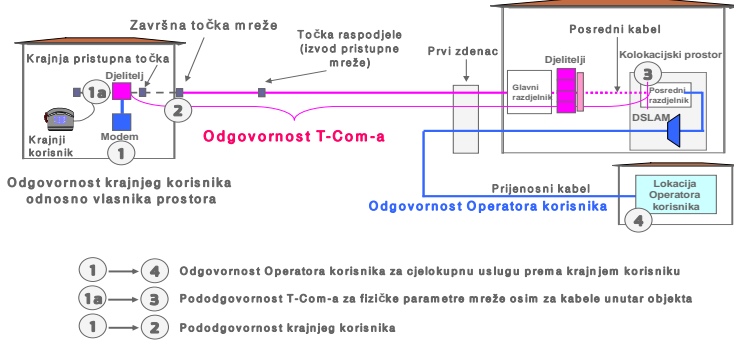 Završna točka mreže
Krajnja pristupna točka
Točka raspodjele
(izvod pristupne
mreže)
Prvi zdenac
Posredni kabel
Djelitelji
Kolokacijski prostor
Djelitelj
1a
3
Glavni
razdjelnik
Posredni
razdjelnik
2
DSLAM
Krajnji
korisnik
Modem
1
Odgovornost T-Com-a
Odgovornost krajnjeg korisnika
odnosno vlasnika prostora
Prijenosni kabel
Odgovornost Operatora korisnika
Lokacija
Operatora
korisnika
4
1 4 Odgovornost Operatora korisnika za cjelokupnu uslugu prema krajnjem korisniku
1a 3 Pododgovornost T-Com-a za fizičke parametre mreže osim za kabele unutar objekta
1 2 Pododgovornost krajnjeg korisnika